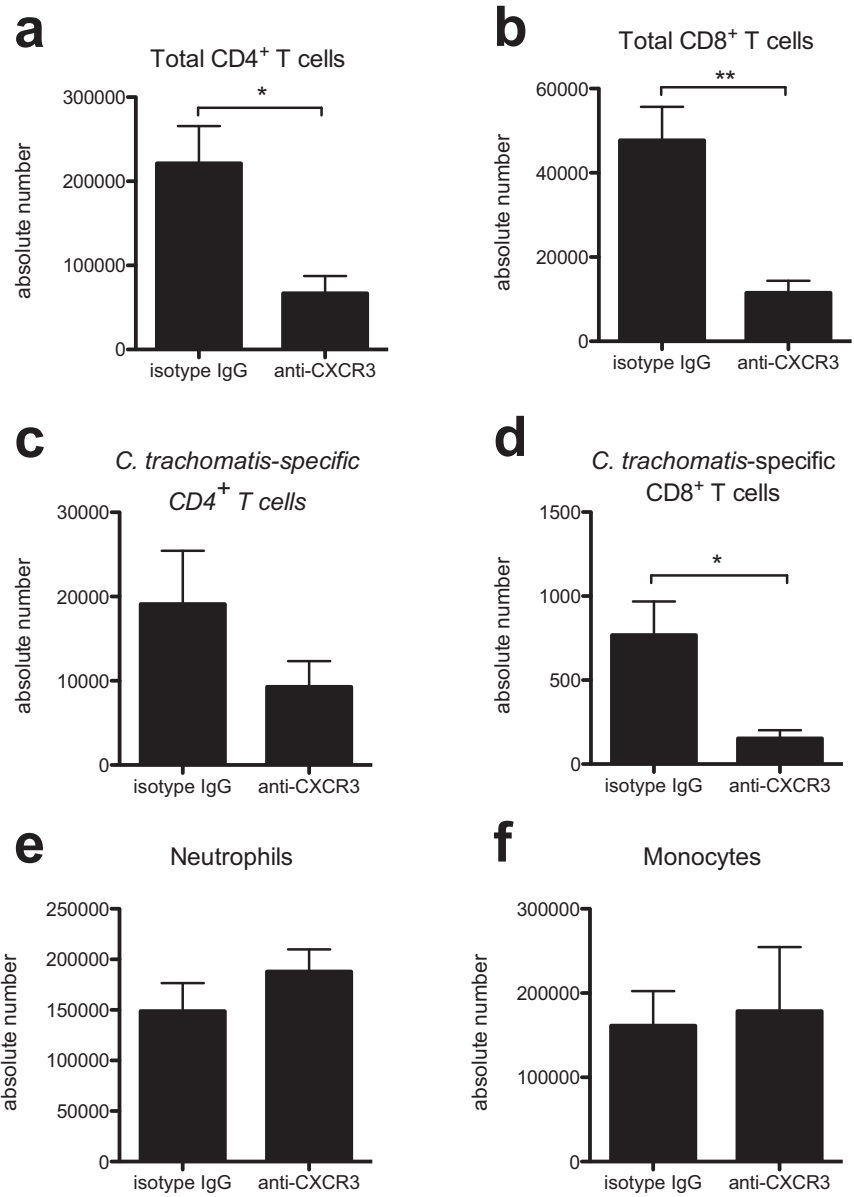 a
Total CD4+ T cells
absolute number
300000
200000
100000
0
*
isotype IgG
anti-CXCR3
b
Total CD8+ T cells
absolute number
60000
40000
20000
0
**
isotype IgG
anti-CXCR3
c
C. trachomatis-specific
CD4+ T cells
absolute number
30000
20000
10000
0
isotype IgG
anti-CXCR3
d
C. trachomatis-specific
CD8+ T cells
absolute number
1500
1000
500
0
*
isotype IgG
anti-CXCR3
e
Neutrophils
absolute number
250000
200000
150000
100000
50000
0
isotype IgG
anti-CXCR3
f
Monocytes
absolute number
300000
200000
100000
0
isotype IgG
anti-CXCR3